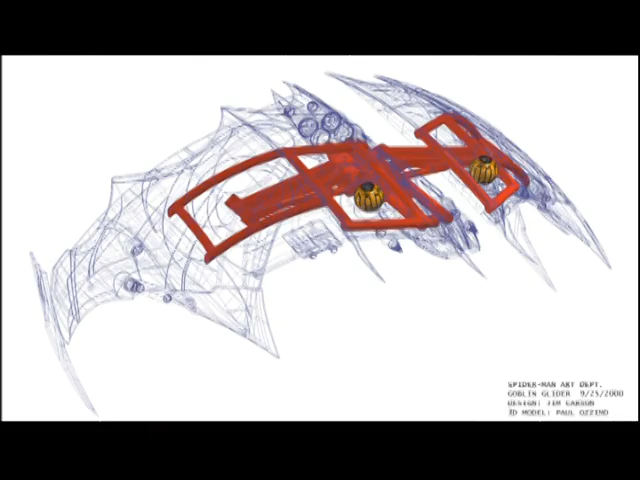 SPIDER-MAN ART DEPT.
GOBLIN GLIDER 9/25/2000
DESIGN: JIM CARSON
3D MODEL: PAUL OZZIMO